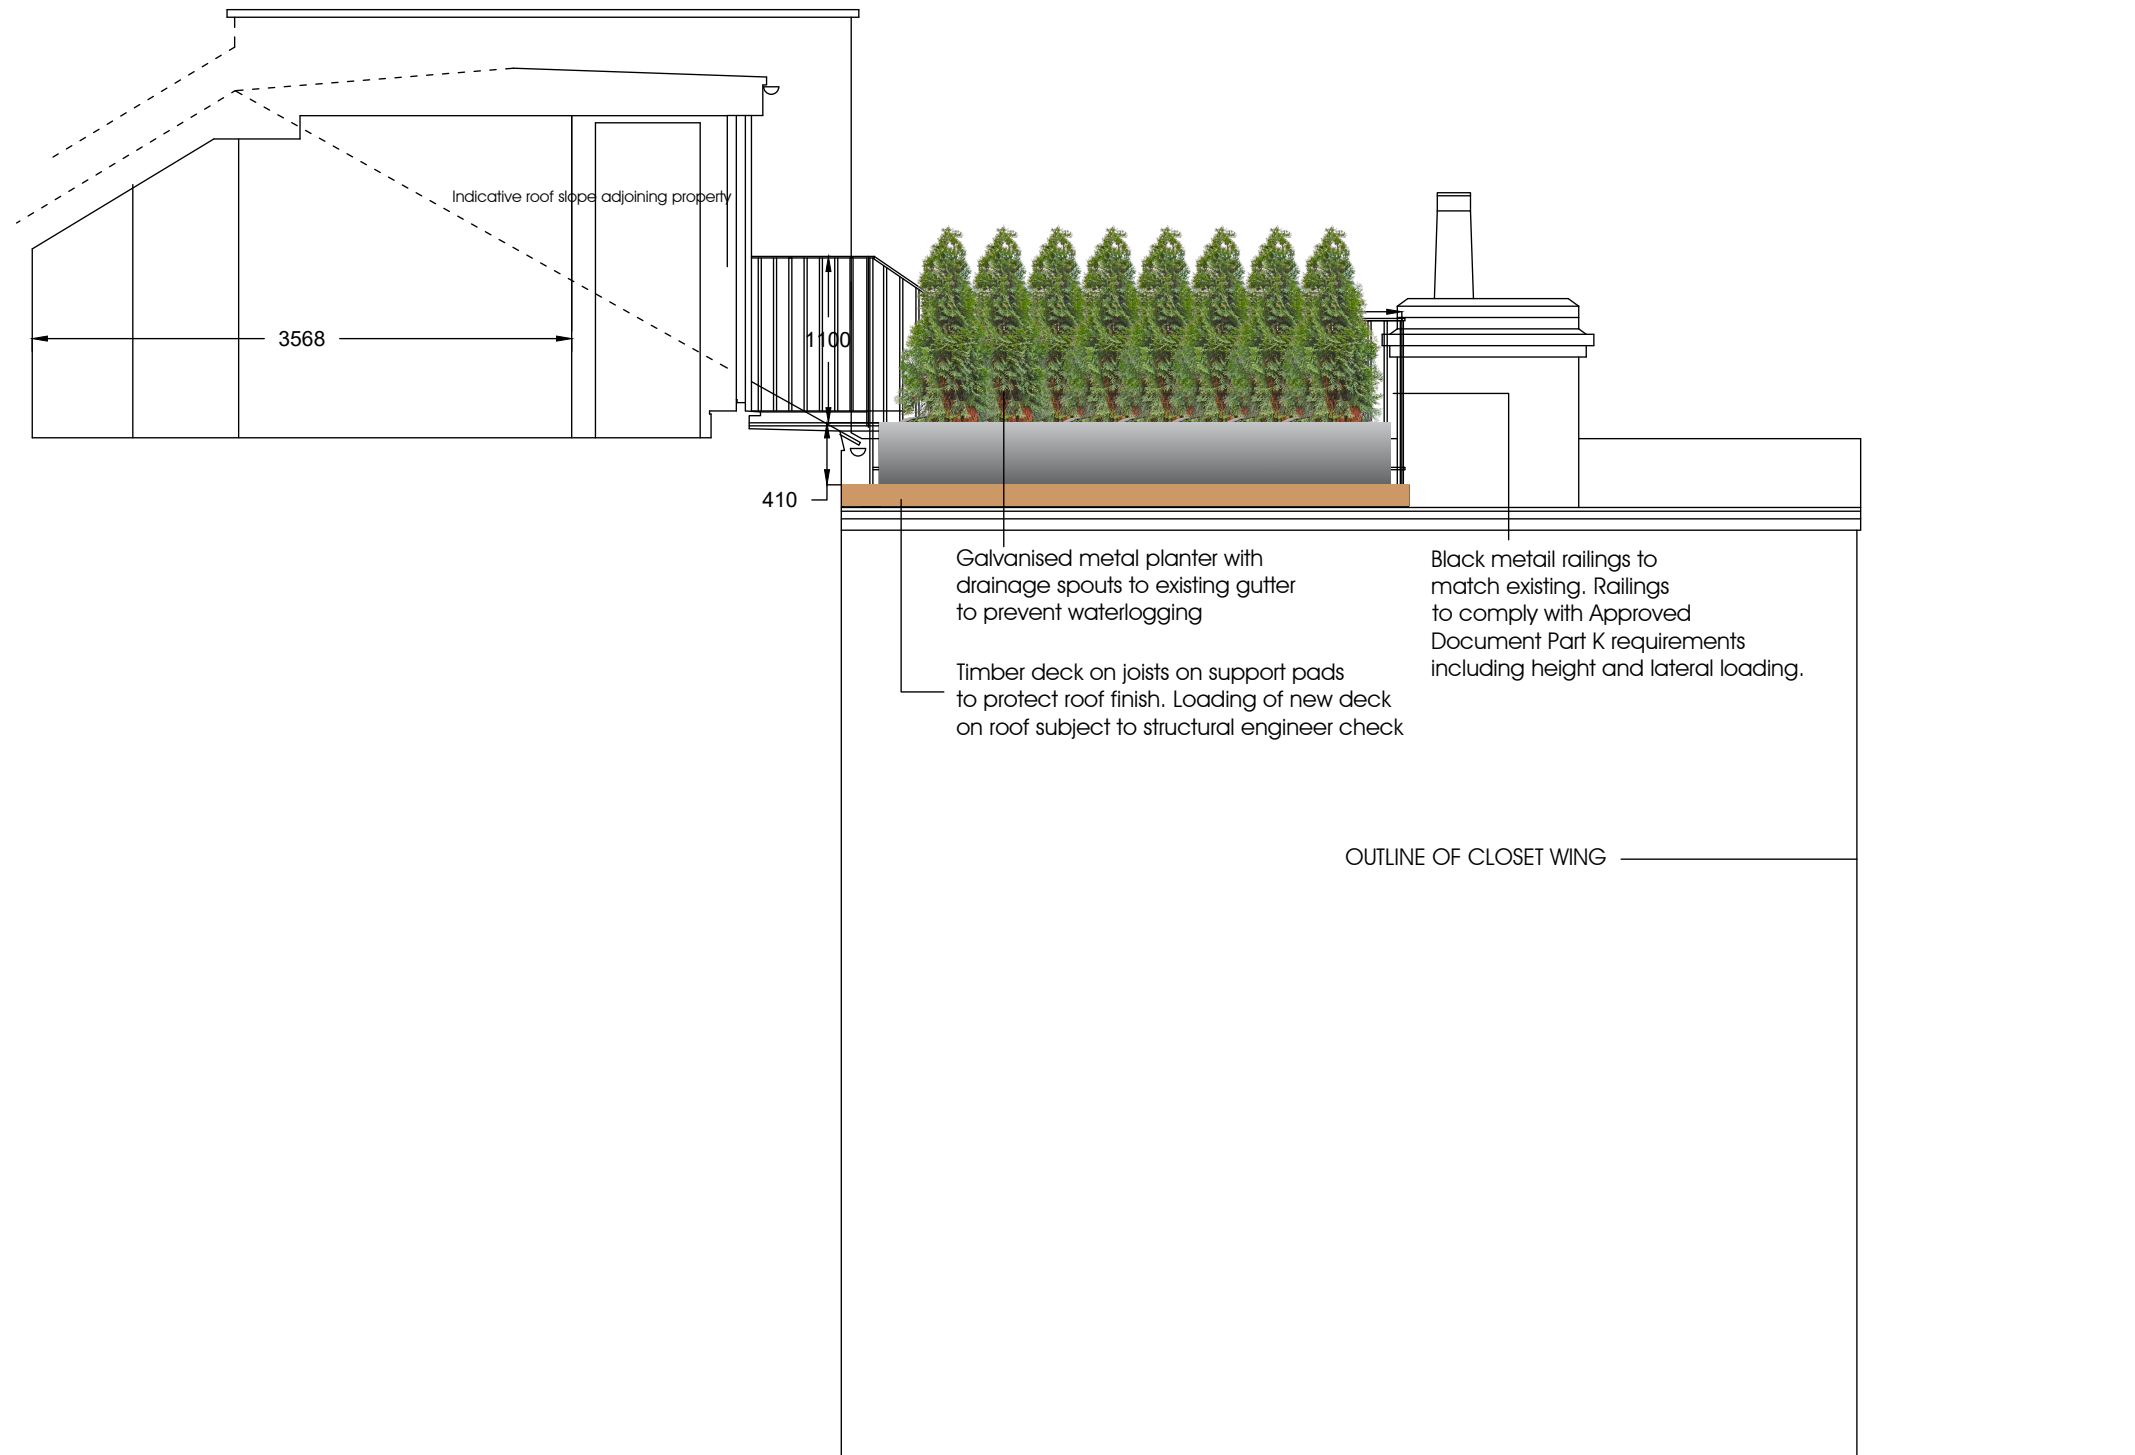 Indicative roof slope adjoining property
3568
1100
410
Galvanised metal planter with
drainage spouts to existing gutter
to prevent waterlogging
Black metail railings to
match existing. Railings
to comply with Approved
Document Part K requirements
including height and lateral loading.
Timber deck on joists on support pads
to protect roof finish. Loading of new deck
on roof subject to structural engineer check
OUTLINE OF CLOSET WING